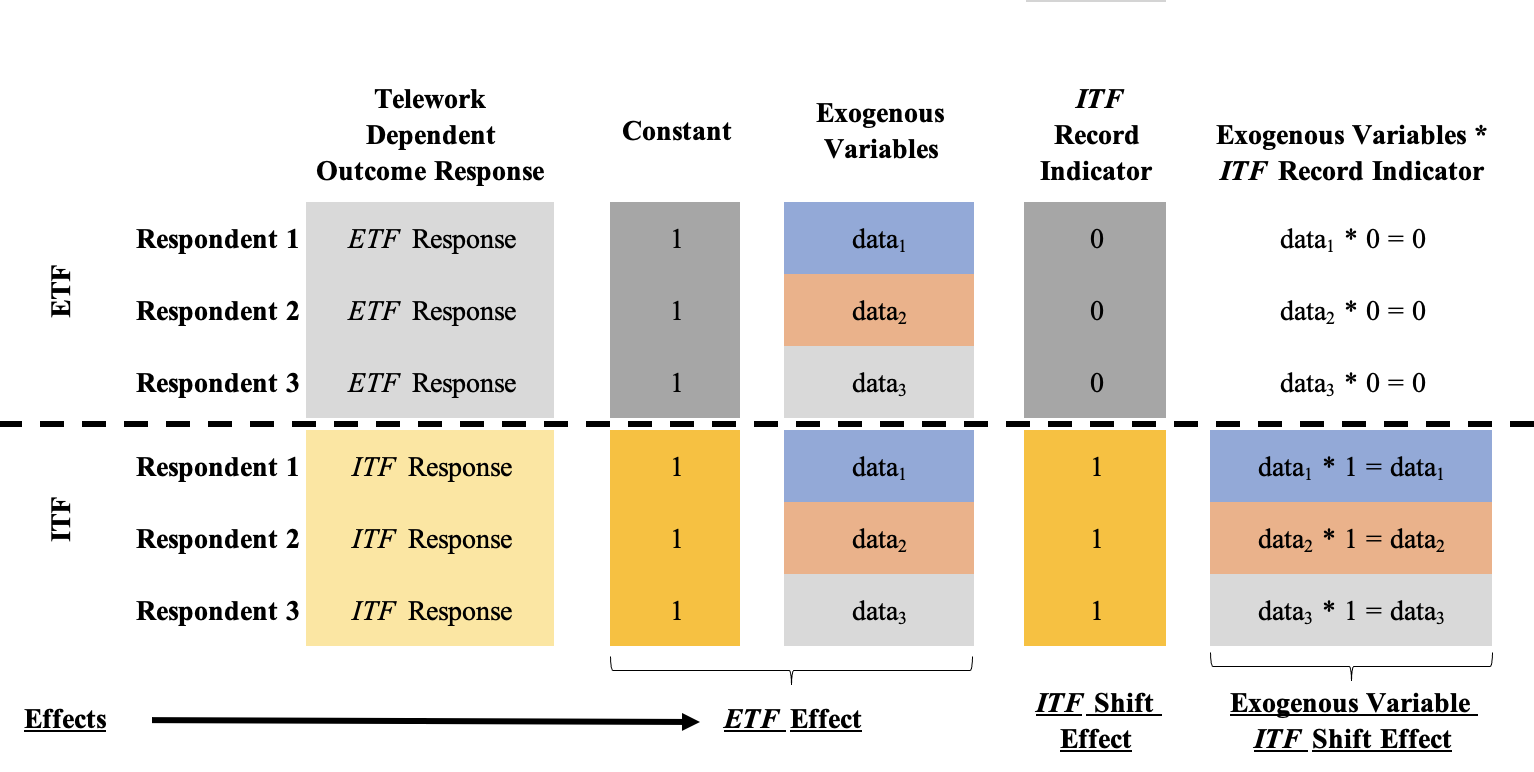 Telework
Dependent
Outcome Response
Constant
Exogenous
Variables
ITF
Record
Indicator
Exogenous Variables *
ITF Record Indicator
ETF
Respondent 1 ETF Response 1 data₁ 0 data₁ * 0 = 0
Respondent 2 ETF Response 1 data₂ 0 data₂ * 0 = 0
Respondent 3 ETF Response 1 data₃ 0 data₃ * 0 = 0
ITF
Respondent 1 ITF Response 1 data₁ 1 data₁ * 1 = data₁
Respondent 2 ITF Response 1 data₂ 1 data₂ * 1 = data₂
Respondent 3 ITF Response 1 data₃ 1 data₃ * 1 = data₃
Effects
ETF Effect
ITF Shift
Effect
Exogenous Variable
ITF Shift Effect